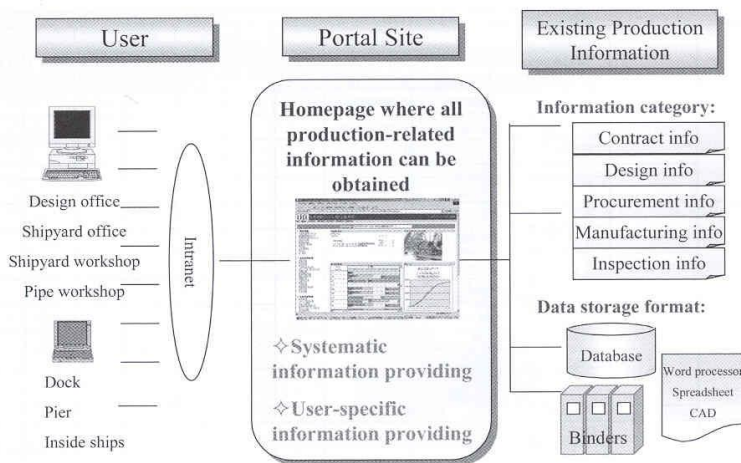 User
Portal Site
Existing Production
Information
Design office
Shipyard office
Shipyard workshop
Pipe workshop
Dock
Pier
Inside ships
Intranet
Homepage where all
production-related
information can be
obtained
✧Systematic
information providing
✧User-specific
information providing
Information category:
Contract info
Design info
Procurement info
Manufacturing info
Inspection info
Data storage format:
Database
Word processor
Spreadsheet
CAD
Binders